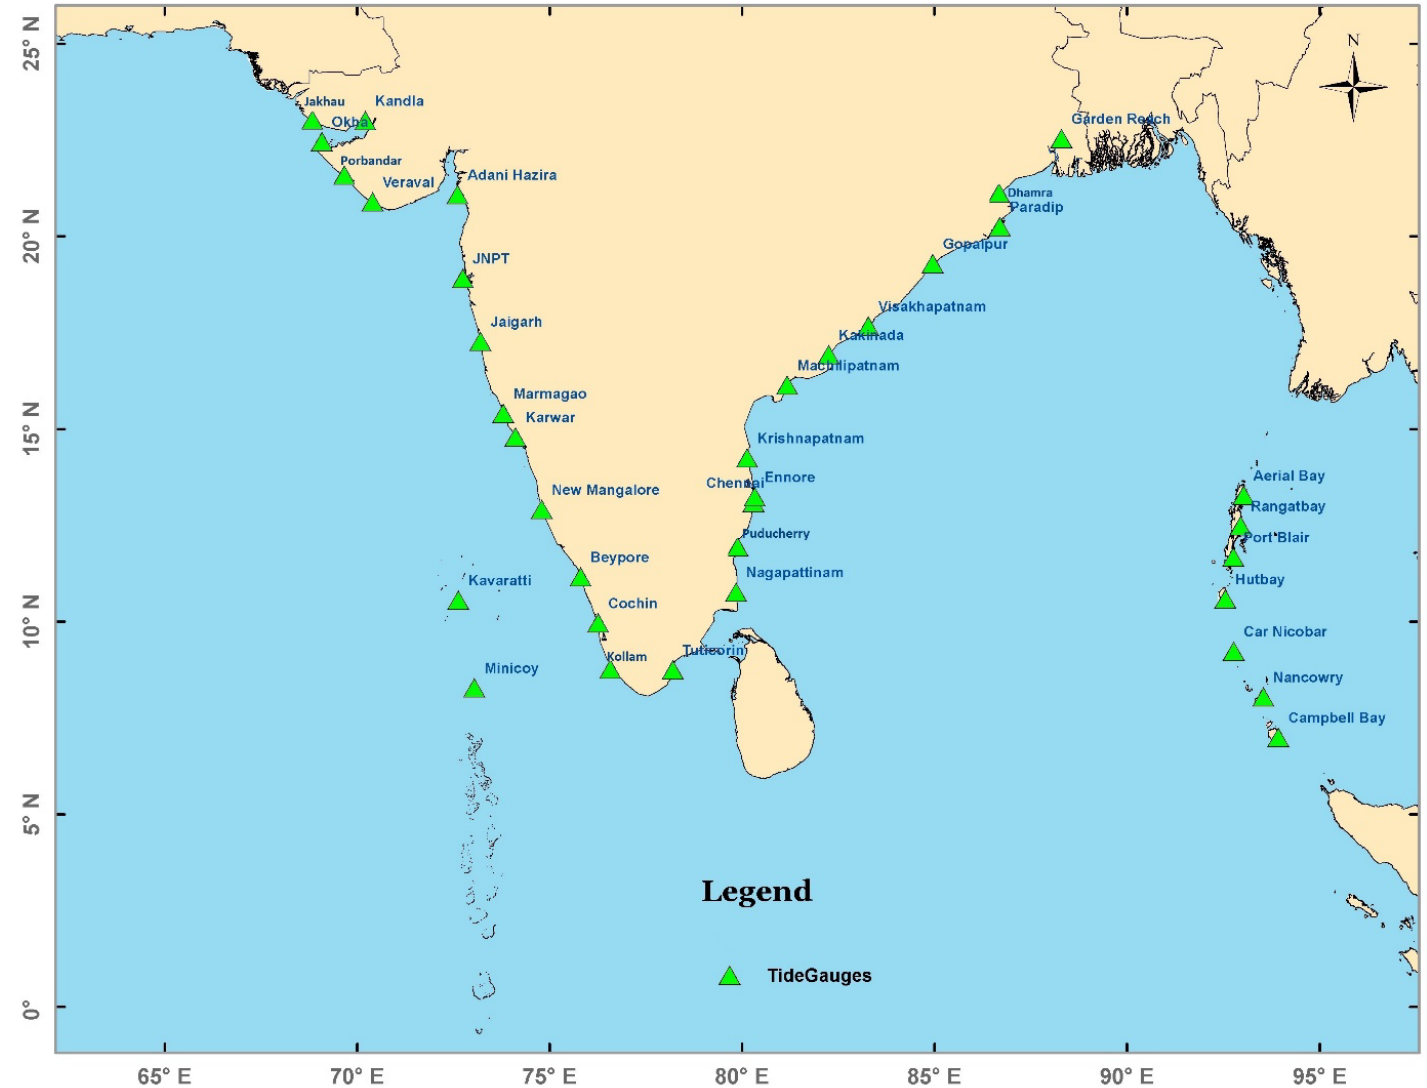 25° N
20° N
15° N
10° N
5° N
0°
N
Jakhau
Kandla
Okha
Porbandar
Veraval
Adani Hazira
JNPT
Jaigarh
Marmagao
Karwar
New Mangalore
Beypore
Kavaratti
Cochin
Kollam
Minicoy
Tuticorin
Garden Reach
Dhamra
Paradip
Gopalpur
Visakhapatnam
Kakinada
Machilipatnam
Krishnapatnam
Ennore
Chennai
Puducherry
Nagapattinam
Aerial Bay
Rangatbay
Port Blair
Hutbay
Car Nicobar
Nancowry
Campbell Bay
Legend
TideGauges
65° E
70° E
75° E
80° E
85° E
90° E
95° E